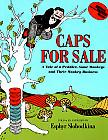 CAPS FOR SALE
A Tale of a Peddler, Some Monkeys
and Their Monkey Business
Esphyr Slobodkina